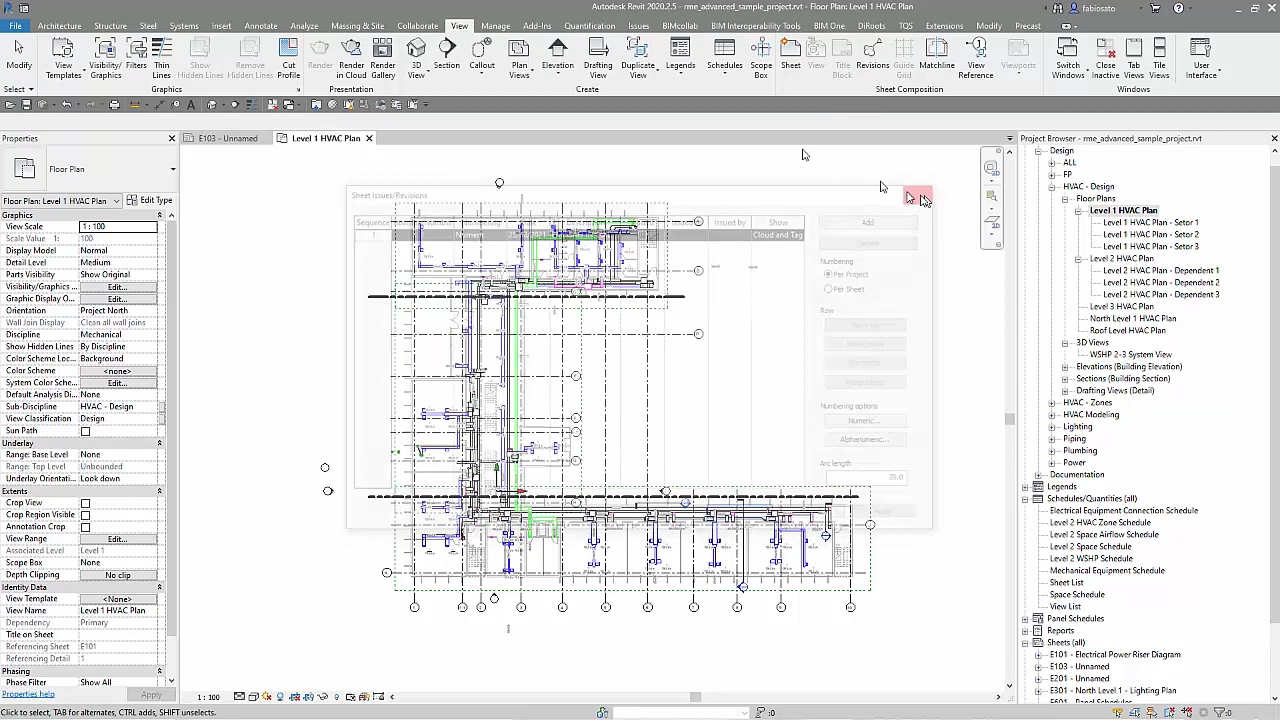 Autodesk Revit 2020.2.5 - rme_advanced_sample_project.rvt - Floor Plan: Level 1 HVAC Plan
fabiosato
File Architecture Structure Steel Systems Insert Annotate Analyze Massing & Site Collaborate View Manage Add-Ins Quantification Issues BIMcollab BIM Interoperability Tools BIM One DiRoots TQS Extensions Modify Precast
Modify View Templates Visibility/ Graphics Filters Thin Lines Show Hidden Lines Remove Hidden Lines Cut Profile Render Render in Cloud Render Gallery 3D View Section Callout Plan Views Elevation Drafting View Duplicate View Legends Schedules Scope Box Sheet View Title Block Revisions Guide Grid Matchline View Reference Viewports Switch Windows Close Inactive Tab Views Tile Views User Interface
Select Graphics Presentation Create Sheet Composition Windows
Properties
E103 - Unnamed
Level 1 HVAC Plan
Project Browser - rme_advanced_sample_project.rvt
Floor Plan
Floor Plan: Level 1 HVAC Plan Edit Type
Graphics
View Scale 1 : 100
Scale Value 1: 100
Display Model Normal
Detail Level Medium
Parts Visibility Show Original
Visibility/Graphics... Edit...
Graphic Display O... Edit...
Orientation Project North
Wall Join Display Clean all wall joins
Discipline Mechanical
Show Hidden Lines By Discipline
Color Scheme Loc... Background
Color Scheme <none>
System Color Sche... Edit...
Default Analysis Di... None
Sub-Discipline HVAC - Design
View Classification Design
Sun Path
Underlay
Range: Base Level None
Range: Top Level Unbounded
Underlay Orientati... Look down
Extents
Crop View
Crop Region Visible
Annotation Crop
View Range Edit...
Associated Level Level 1
Scope Box None
Depth Clipping No clip
Identity Data
View Template <None>
View Name Level 1 HVAC Plan
Dependency Primary
Title on Sheet
Referencing Sheet E101
Referencing Detail 1
Phasing
Phase Filter Show All
Properties help Apply
Sheet Issues/Revisions
Sequence Issued by Show
1 Numeric Cloud and Tag
Add
Numbering
Per Project
Per Sheet
Row
Numbering options
Numeric...
Alphanumeric...
Arc length
20.0
Design
ALL
FP
HVAC - Design
Floor Plans
Level 1 HVAC Plan
Level 1 HVAC Plan - Setor 1
Level 1 HVAC Plan - Setor 2
Level 1 HVAC Plan - Setor 3
Level 2 HVAC Plan
Level 2 HVAC Plan - Dependent 1
Level 2 HVAC Plan - Dependent 2
Level 2 HVAC Plan - Dependent 3
Level 3 HVAC Plan
North Level 1 HVAC Plan
Roof Level HVAC Plan
3D Views
WSHP 2-3 System View
Elevations (Building Elevation)
Sections (Building Section)
Drafting Views (Detail)
HVAC - Zones
HVAC Modeling
Lighting
Piping
Plumbing
Power
Documentation
Legends
Schedules/Quantities (all)
Electrical Equipment Connection Schedule
Level 2 HVAC Zone Schedule
Level 2 Space Airflow Schedule
Level 2 Space Schedule
Level 2 WSHP Schedule
Mechanical Equipment Schedule
Sheet List
Space Schedule
View List
Panel Schedules
Reports
Sheets (all)
E101 - Electrical Power Riser Diagram
E103 - Unnamed
E201 - Unnamed
E301 - North Level 1 - Lighting Plan
1 : 100
Click to select, TAB for alternates, CTRL adds, SHIFT unselects.
:0
:0